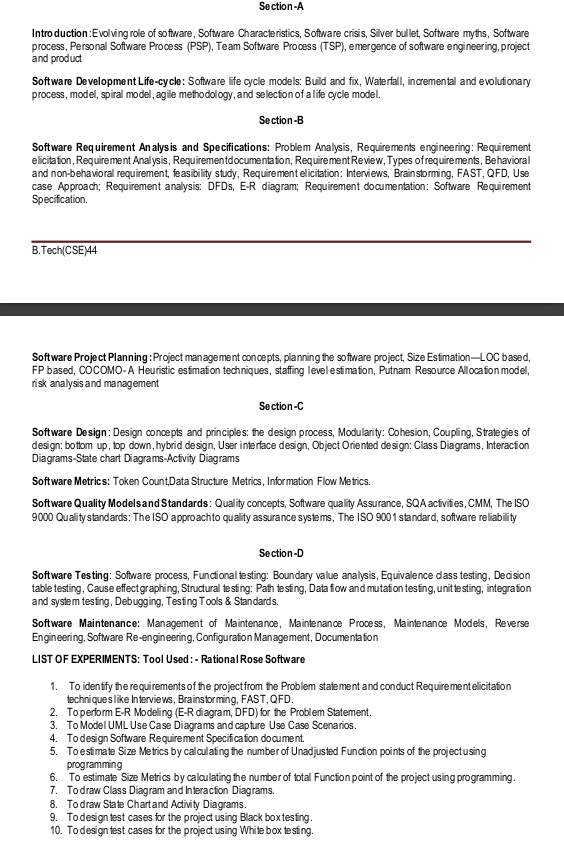 Section-A
Introduction: Evolving role of software, Software Characteristics, Software crisis, Silver bullet, Software myths, Software
process, Personal Software Process (PSP), Team Software Process (TSP), emergence of software engineering, project
and product
Software Development Life-cycle: Software life cycle models: Build and fix, Waterfall, incremental and evolutionary
process, model, spiral model, agile methodology, and selection of a life cycle model.
Section-B
Software Requirement Analysis and Specifications: Problem Analysis, Requirements engineering: Requirement
elicitation, Requirement Analysis, Requirement documentation, Requirement Review, Types of requirements, Behavioral
and non-behavioral requirement, feasibility study, Requirement elicitation: Interviews, Brainstorming, FAST, QFD, Use
case Approach; Requirement analysis: DFDs, E-R diagram; Requirement documentation: Software Requirement
Specification.
B.Tech(CSE)44
Software Project Planning: Project management concepts, planning the software project, Size Estimation—LOC based,
FP based, COCOMO- A Heuristic estimation techniques, staffing level estimation, Putnam Resource Allocation model,
risk analysis and management
Section-C
Software Design: Design concepts and principles: the design process, Modularity: Cohesion, Coupling, Strategies of
design: bottom up, top down, hybrid design, User interface design, Object Oriented design: Class Diagrams, Interaction
Diagrams-State chart Diagrams-Activity Diagrams
Software Metrics: Token Count,Data Structure Metrics, Information Flow Metrics.
Software Quality Models and Standards: Quality concepts, Software quality Assurance, SQA activities, CMM, The ISO
9000 Quality standards: The ISO approach to quality assurance systems, The ISO 9001 standard, software reliability
Section-D
Software Testing: Software process, Functional testing: Boundary value analysis, Equivalence class testing, Decision
table testing, Cause effect graphing, Structural testing: Path testing, Data flow and mutation testing, unit testing, integration
and system testing, Debugging, Testing Tools & Standards.
Software Maintenance: Management of Maintenance, Maintenance Process, Maintenance Models, Reverse
Engineering, Software Re-engineering, Configuration Management, Documentation
LIST OF EXPERIMENTS: Tool Used: - Rational Rose Software
1. To identify the requirements of the project from the Problem statement and conduct Requirement elicitation
techniques like Interviews, Brainstorming, FAST, QFD.
2. To perform E-R Modeling (E-R diagram, DFD) for the Problem Statement.
3. To Model UML Use Case Diagrams and capture Use Case Scenarios.
4. To design Software Requirement Specification document.
5. To estimate Size Metrics by calculating the number of Unadjusted Function points of the project using
programming
6. To estimate Size Metrics by calculating the number of total Function point of the project using programming.
7. To draw Class Diagram and Interaction Diagrams.
8. To draw State Chart and Activity Diagrams.
9. To design test cases for the project using Black box testing.
10. To design test cases for the project using White box testing.